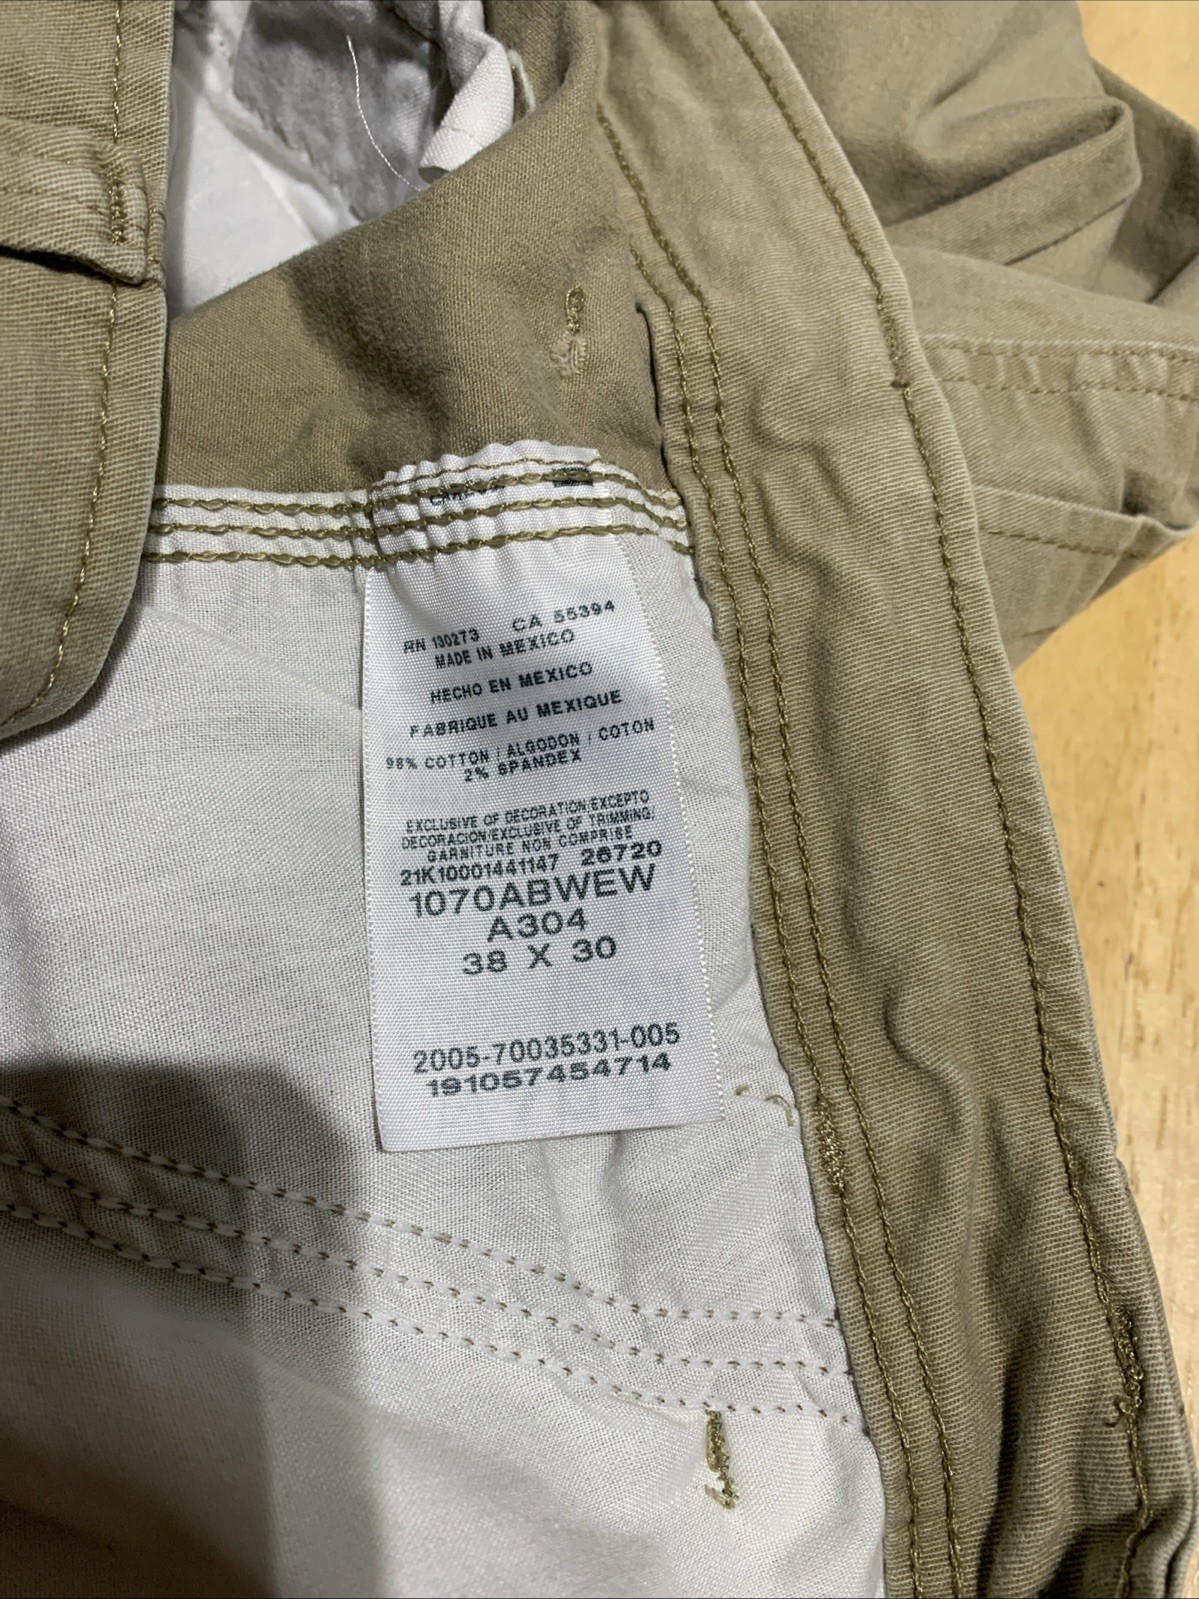 RN 130273 CA 55394
MADE IN MEXICO
HECHO EN MEXICO
FABRIQUE AU MEXIQUE
98% COTTON / ALGODON / COTON
2% SPANDEX
EXCLUSIVE OF DECORATION/EXCEPTO
DECORACION/EXCLUSIVE OF TRIMMING/
GARNITURE NON COMPRISE
21K10001441147 26720
1070ABWEW
A304
38 X 30
2005-70035331-005
191057454714